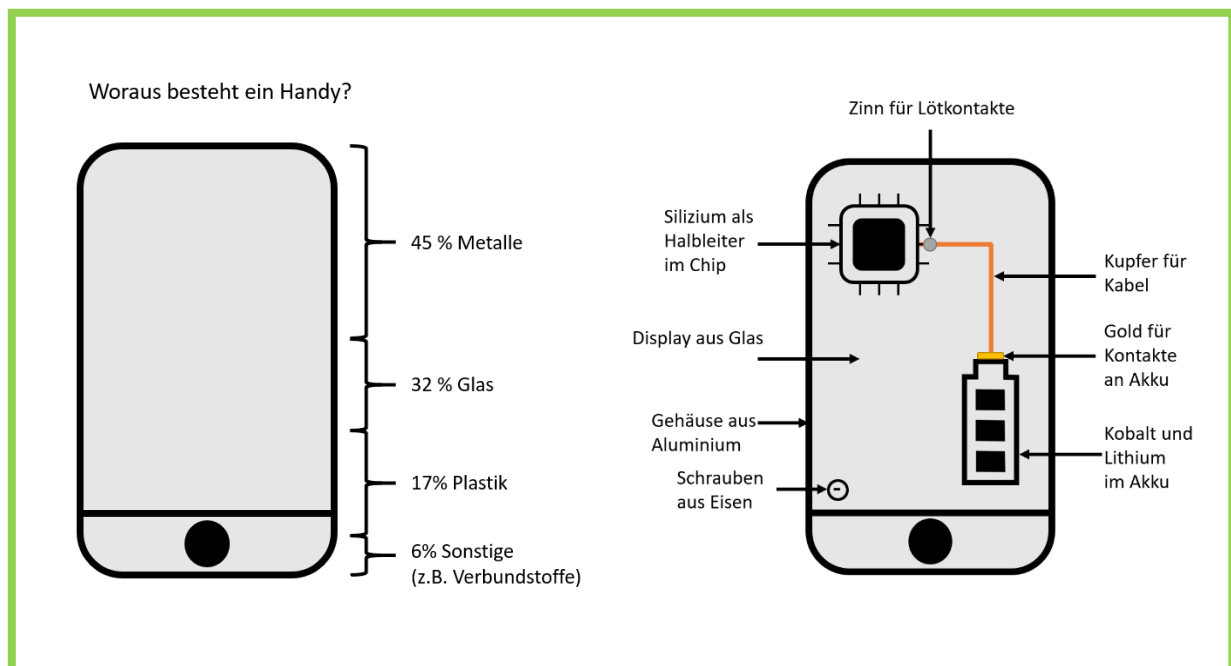 Woraus besteht ein Handy?
45 % Metalle
32 % Glas
17% Plastik
6% Sonstige
(z.B. Verbundstoffe)
Zinn für Lötkontakte
Silizium als
Halbleiter
im Chip
Kupfer für
Kabel
Display aus Glas
Gold für
Kontakte
an Akku
Gehäuse aus
Aluminium
Kobalt und
Lithium
im Akku
Schrauben
aus Eisen